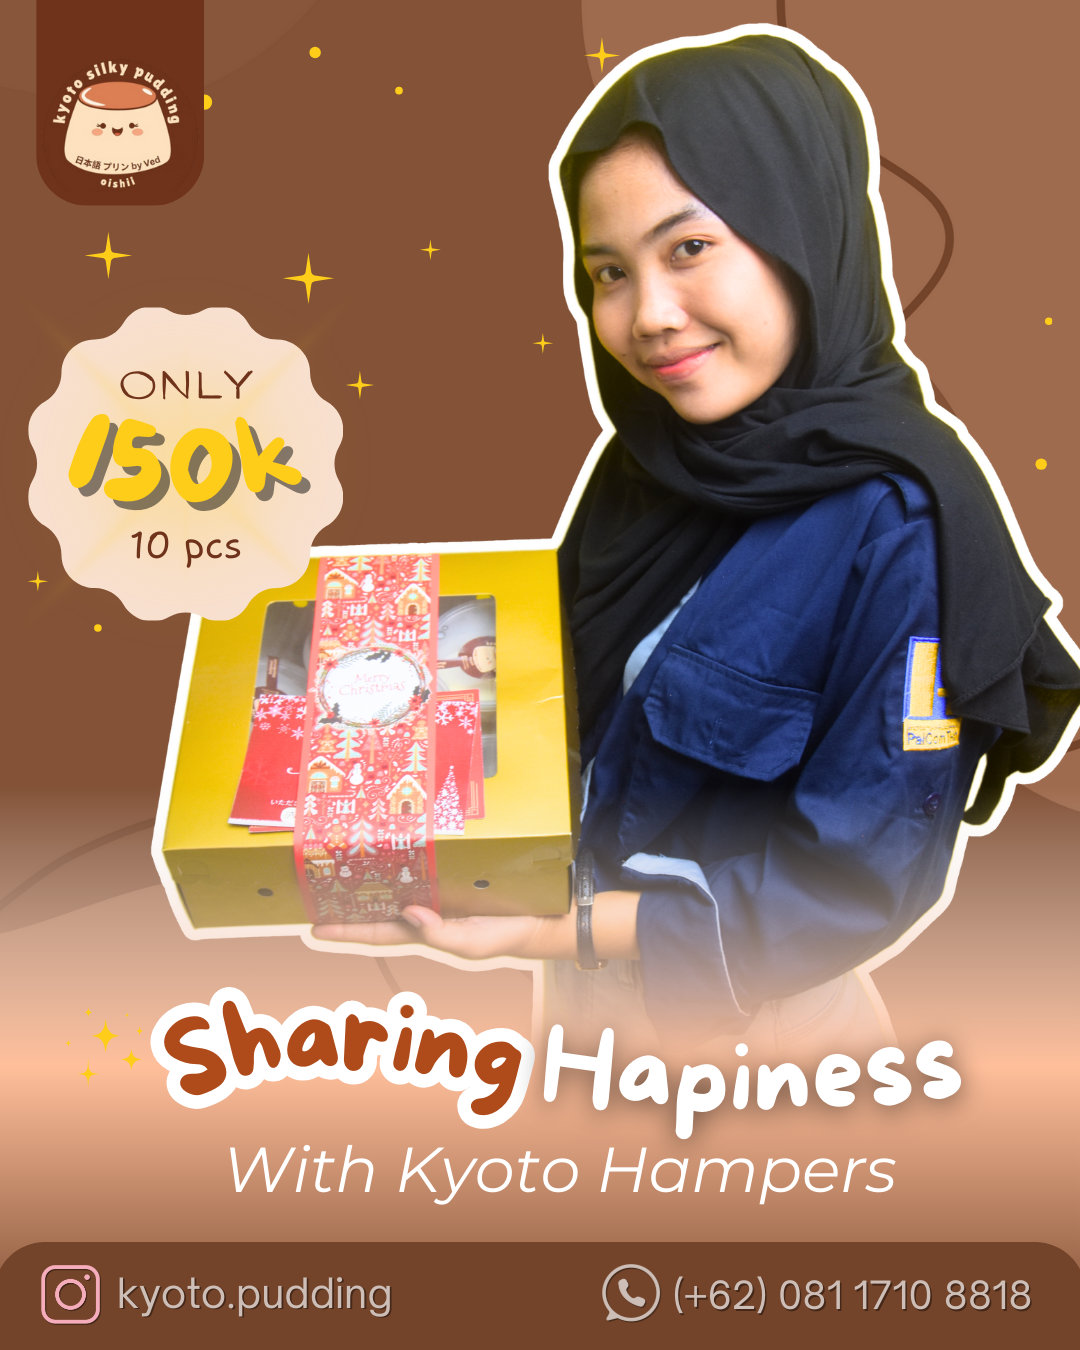 kyoto silky pudding
日本語 プリン by Ved
oishii
ONLY
150k
10 pcs
Merry
Christmas
PalComTech
Sharing Hapiness
With Kyoto Hampers
kyoto.pudding
(+62) 081 1710 8818